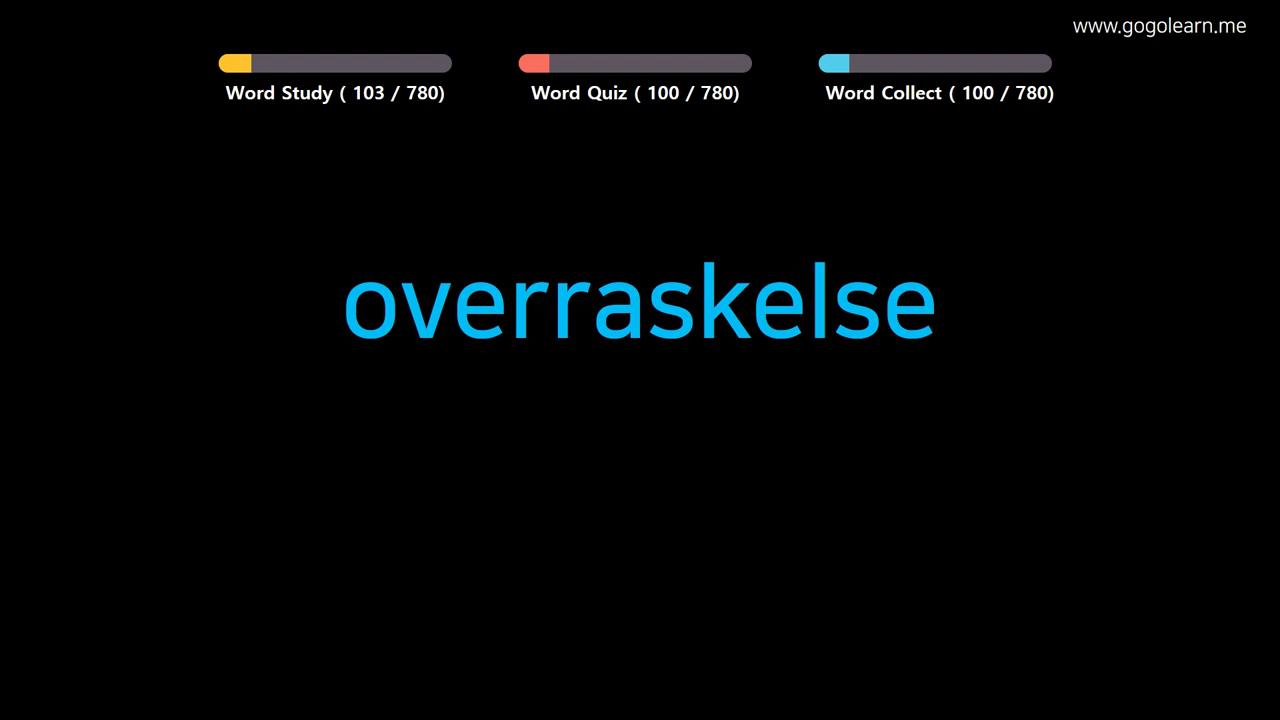 www.gogolearn.me
Word Study ( 103 / 780)
Word Quiz ( 100 / 780)
Word Collect ( 100 / 780)
overraskelse